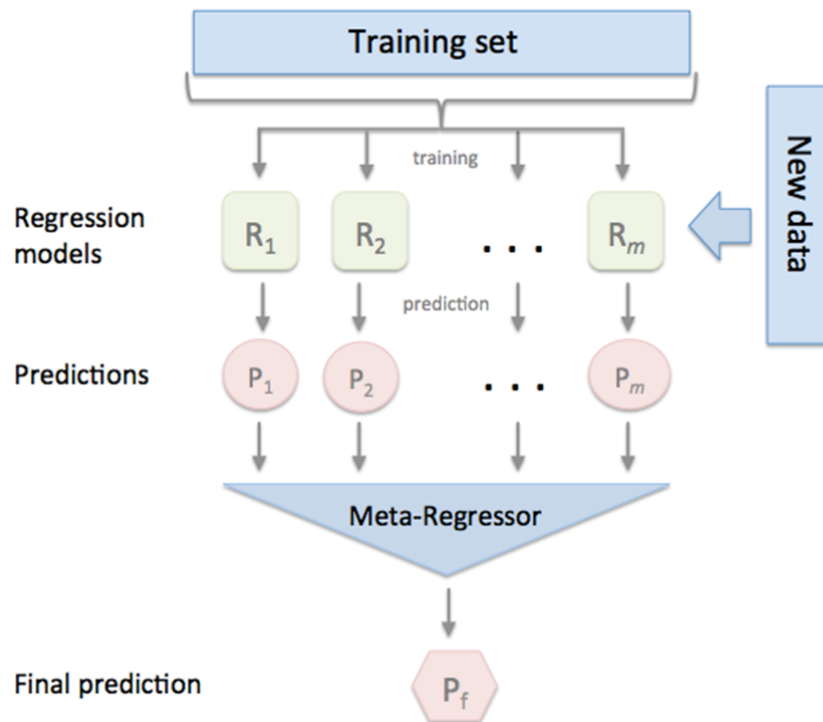 Training set
training
New data
Regression
models
R1
R2
. . .
Rm
prediction
Predictions
P1
P2
. . .
Pm
Meta-Regressor
Final prediction
Pf